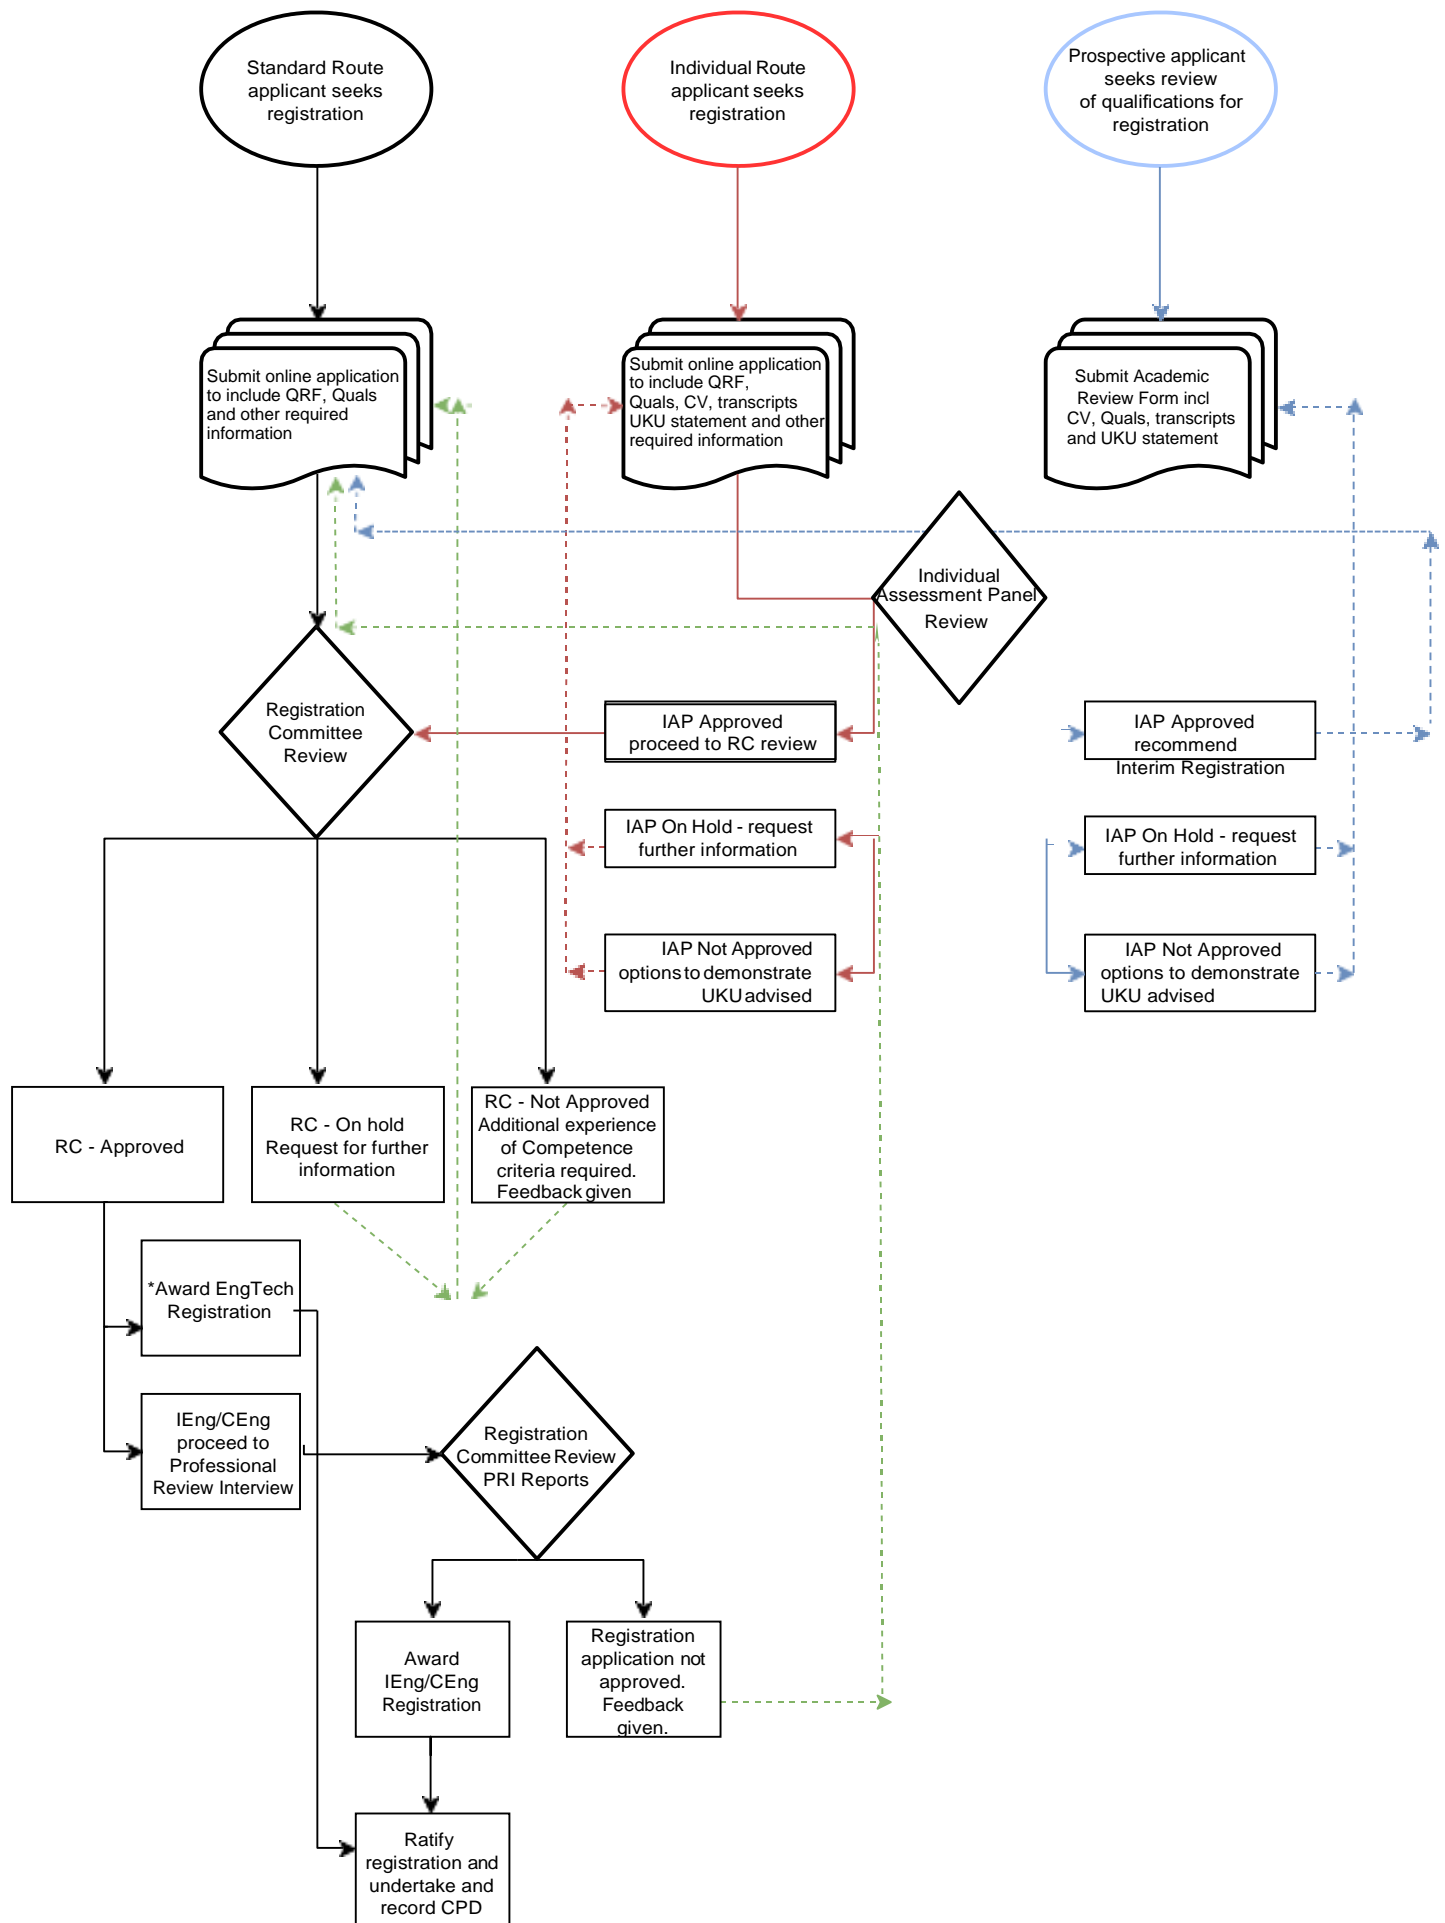 Standard Route
applicant seeks
registration
Individual Route
applicant seeks
registration
Prospective applicant
seeks review
of qualifications for
registration
Submit online application
to include QRF, Quals
and other required
information
Submit online application
to include QRF,
Quals, CV, transcripts
UKU statement and other
required information
Submit Academic
Review Form incl
CV, Quals, transcripts
and UKU statement
Individual
Assessment Panel
Review
Registration
Committee
Review
IAP Approved
proceed to RC review
IAP Approved
recommend
Interim Registration
IAP On Hold - request
further information
IAP On Hold - request
further information
IAP Not Approved
options to demonstrate
UKU advised
IAP Not Approved
options to demonstrate
UKU advised
RC - Approved
RC - On hold
Request for further
information
RC - Not Approved
Additional experience
of Competence
criteria required.
Feedback given
*Award EngTech
Registration
IEng/CEng
proceed to
Professional
Review Interview
Registration
Committee Review
PRI Reports
Award
IEng/CEng
Registration
Registration
application not
approved.
Feedback
given.
Ratify
registration and
undertake and
record CPD